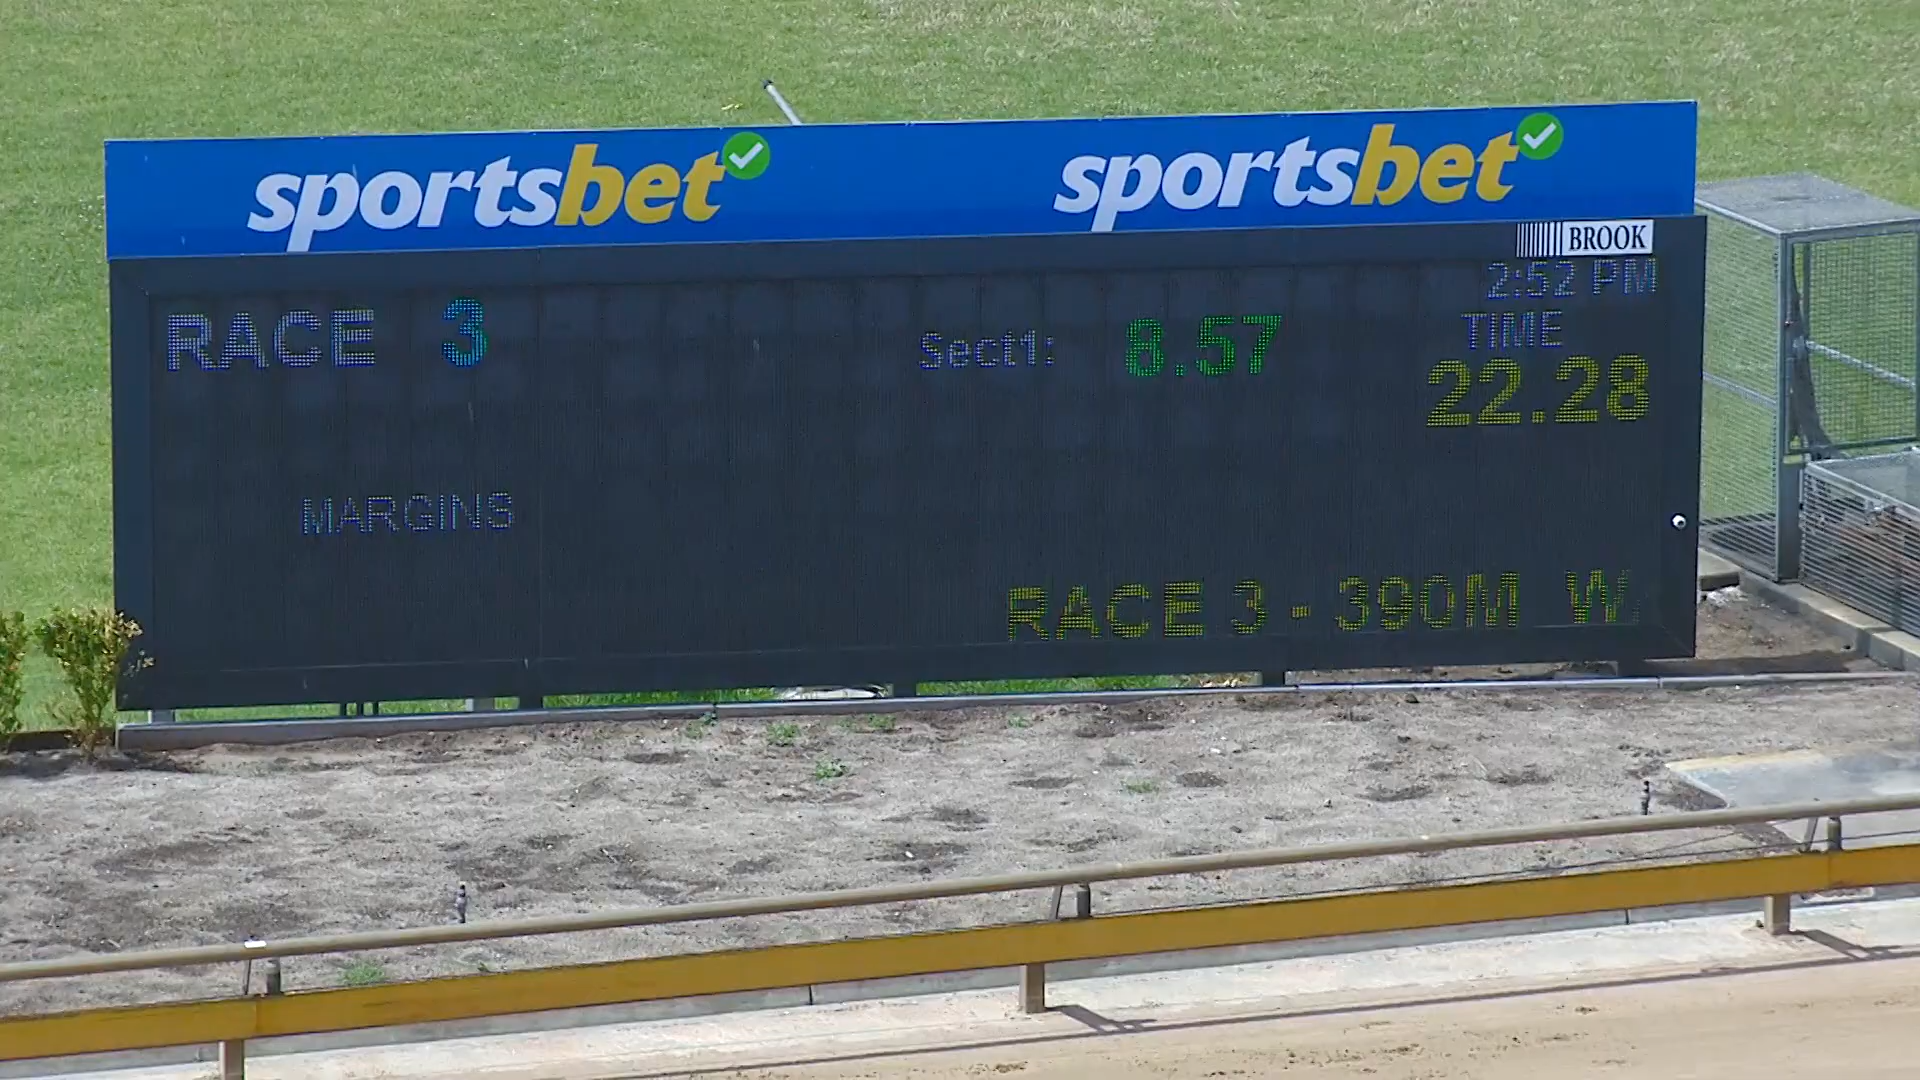 sportsbet sportsbet
BROOK
2:52 PM
RACE 3 Sect1: 8.57 TIME
22.28
MARGINS
RACE 3 - 390M W